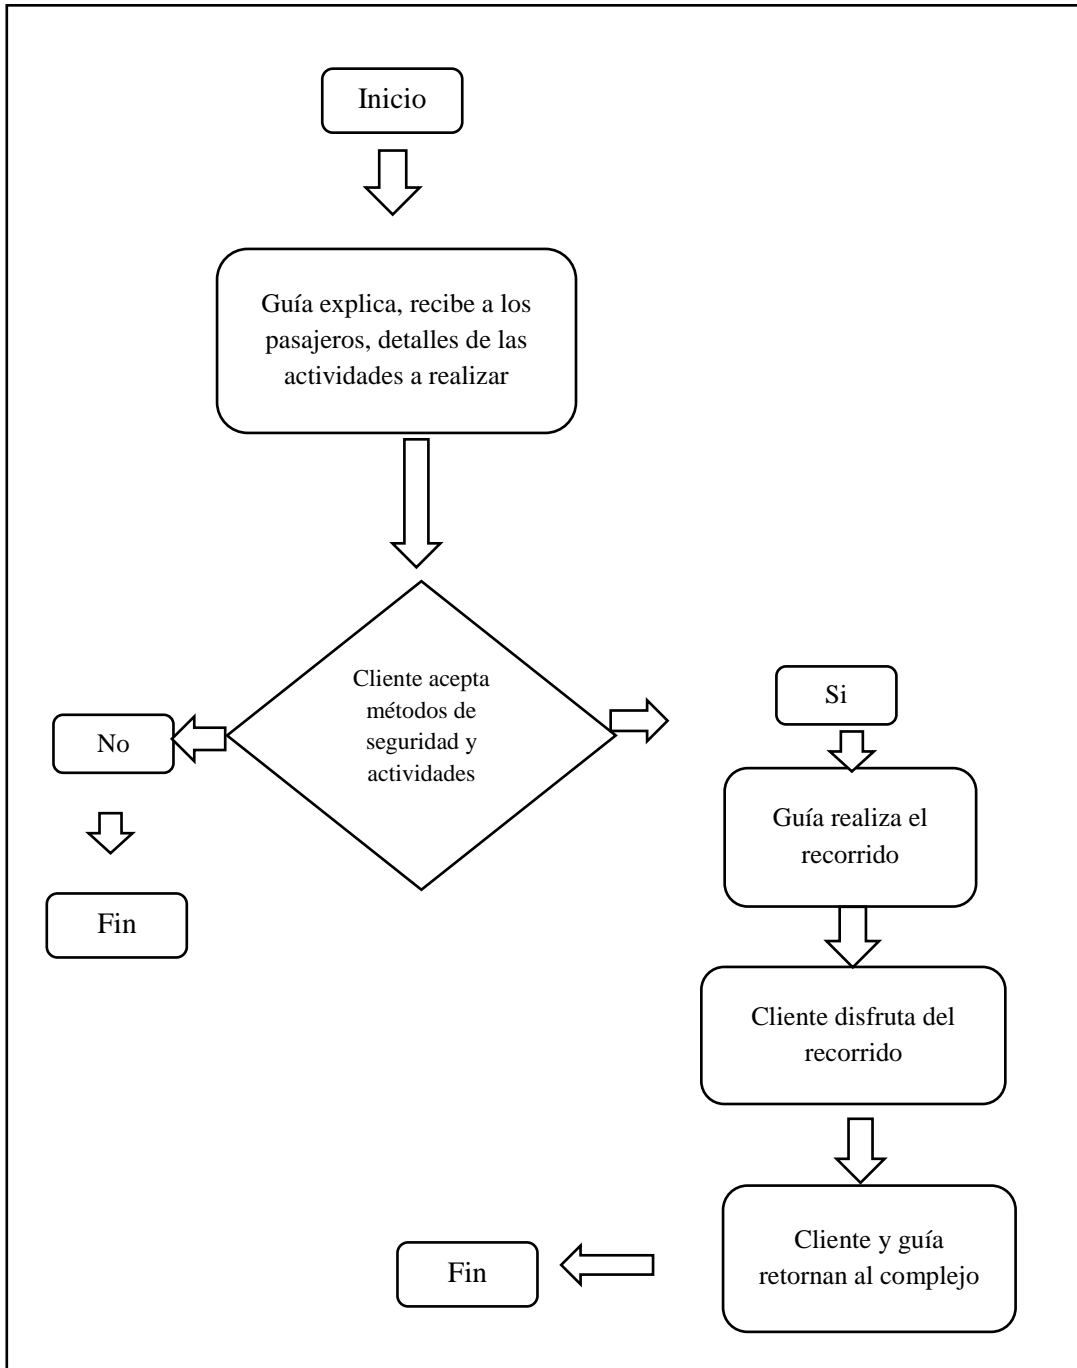 Inicio
Guía explica, recibe a los
pasajeros, detalles de las
actividades a realizar
Cliente acepta
métodos de
seguridad y
actividades
No
Fin
Si
Guía realiza el
recorrido
Cliente disfruta del
recorrido
Cliente y guía
retornan al complejo
Fin